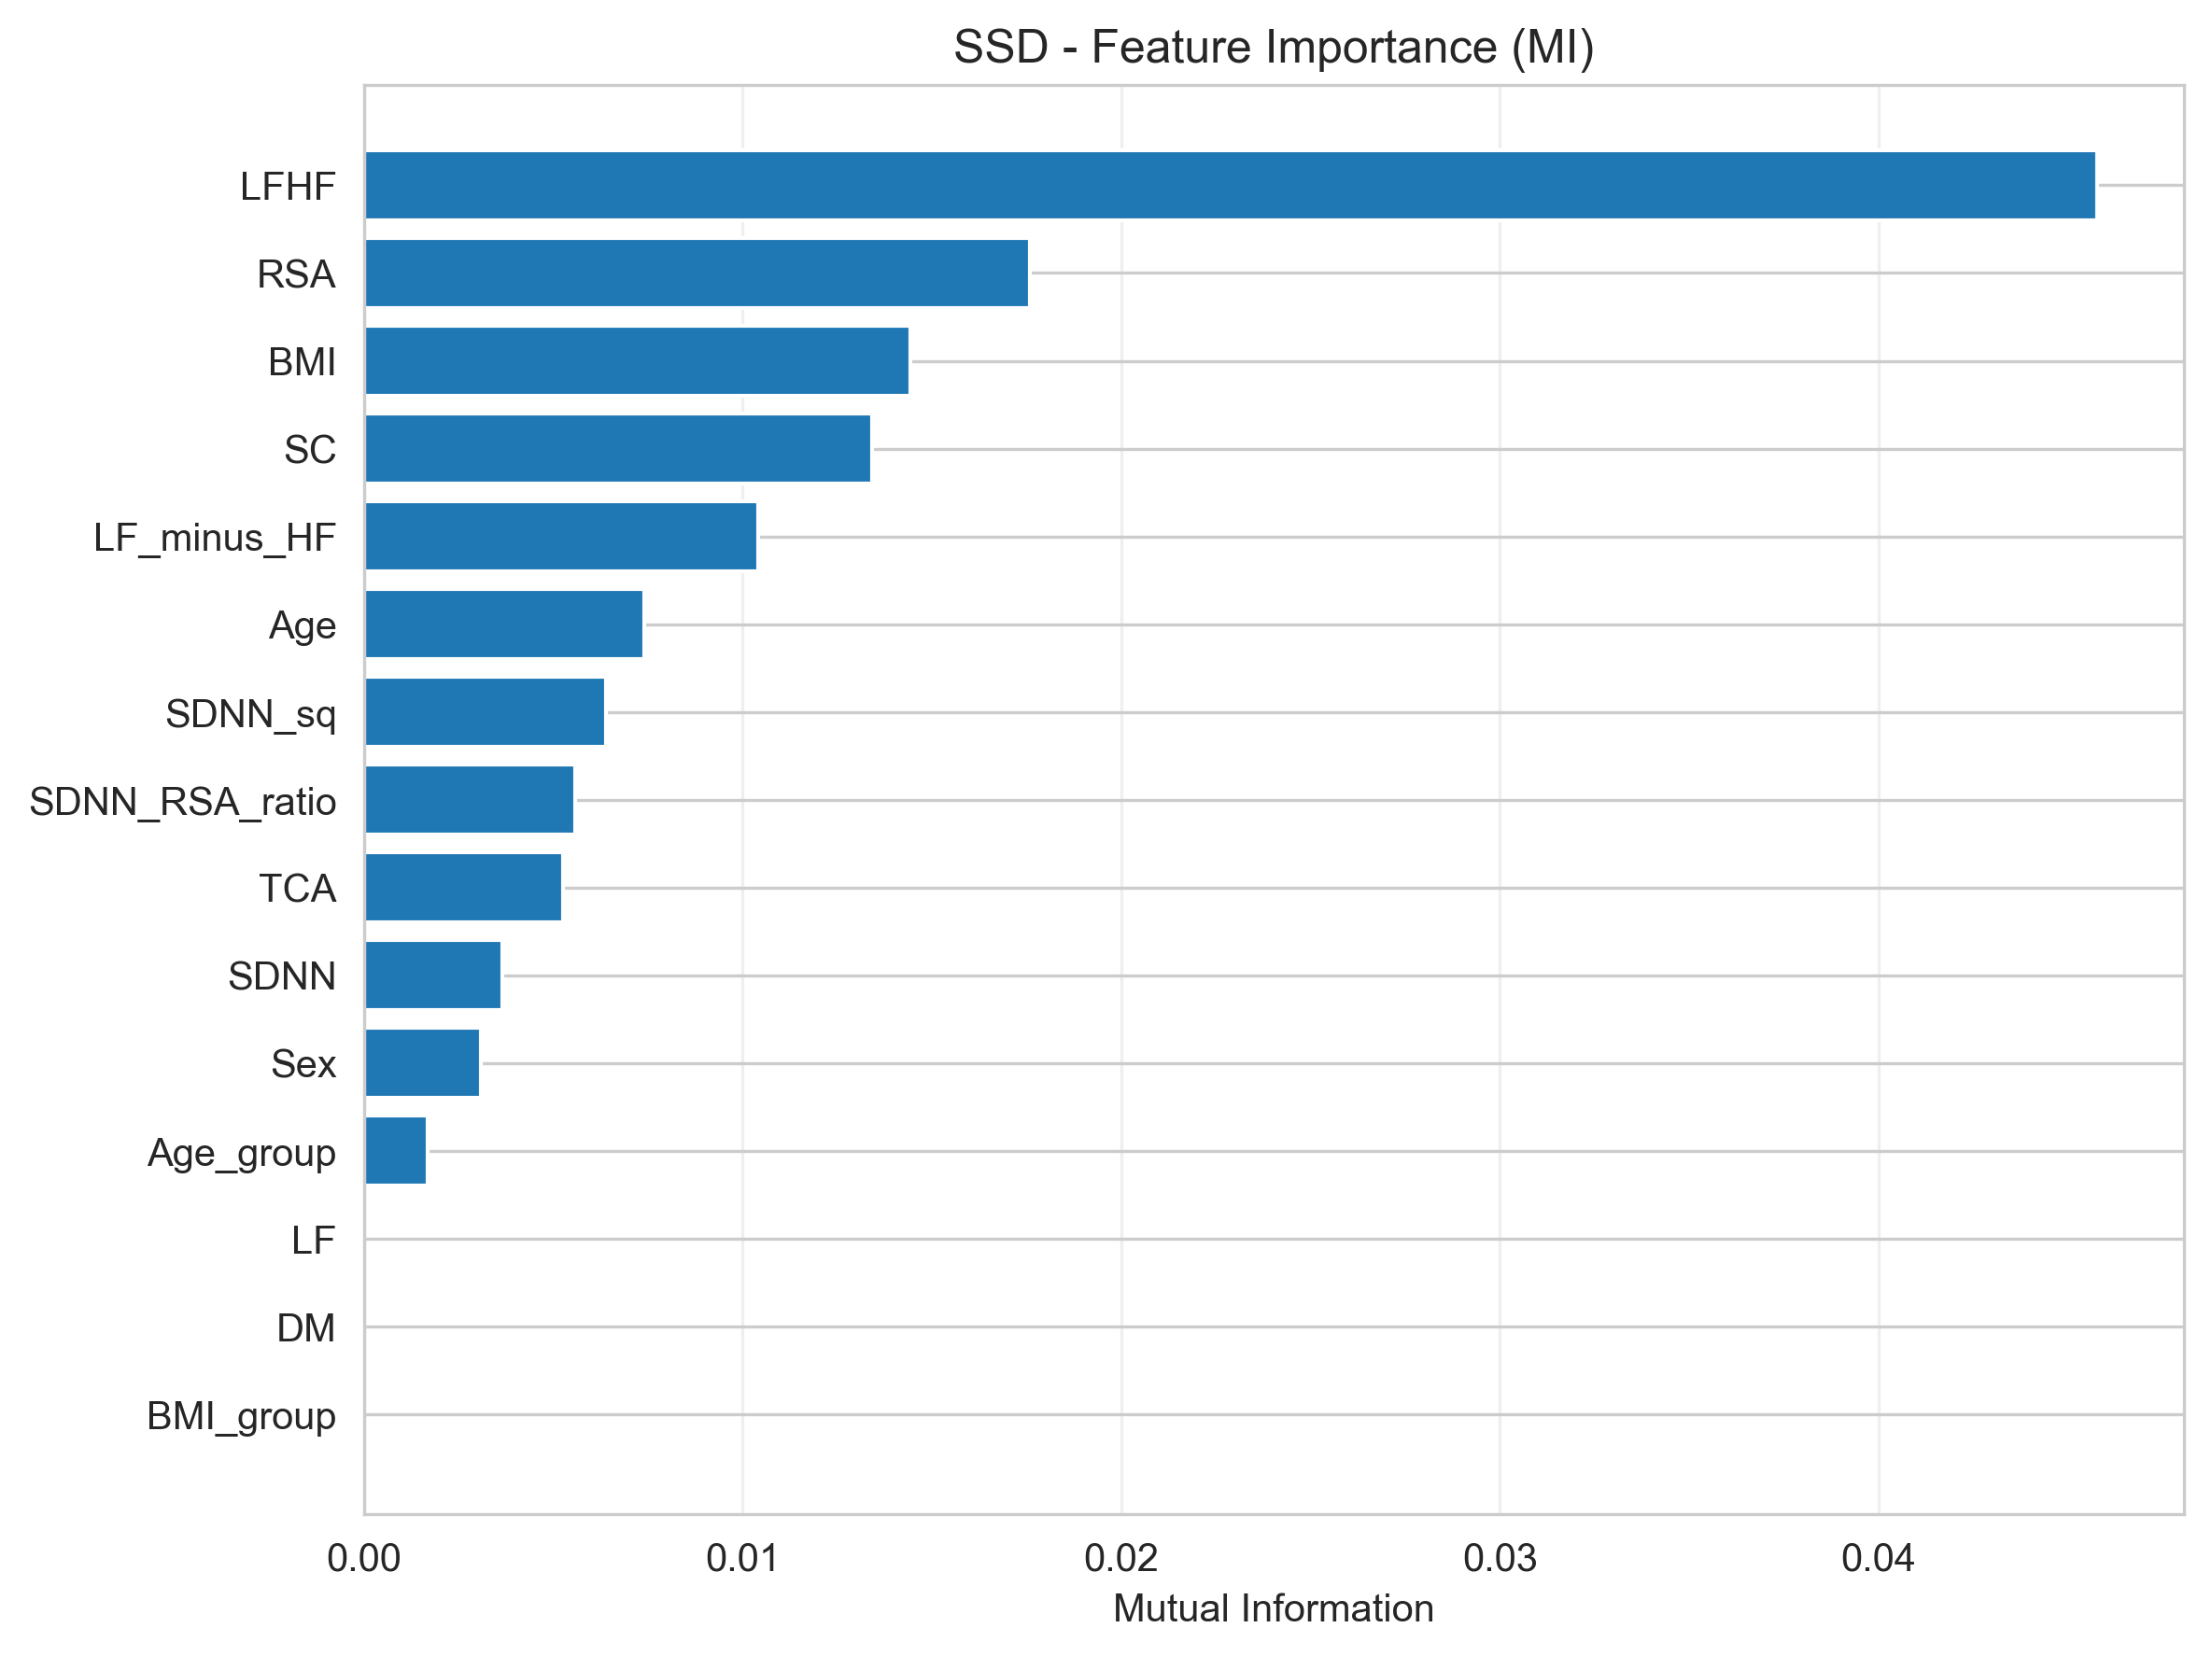 SSD - Feature Importance (MI)
LFHF
RSA
BMI
SC
LF_minus_HF
Age
SDNN_sq
SDNN_RSA_ratio
TCA
SDNN
Sex
Age_group
LF
DM
BMI_group
0.00 0.01 0.02 0.03 0.04
Mutual Information